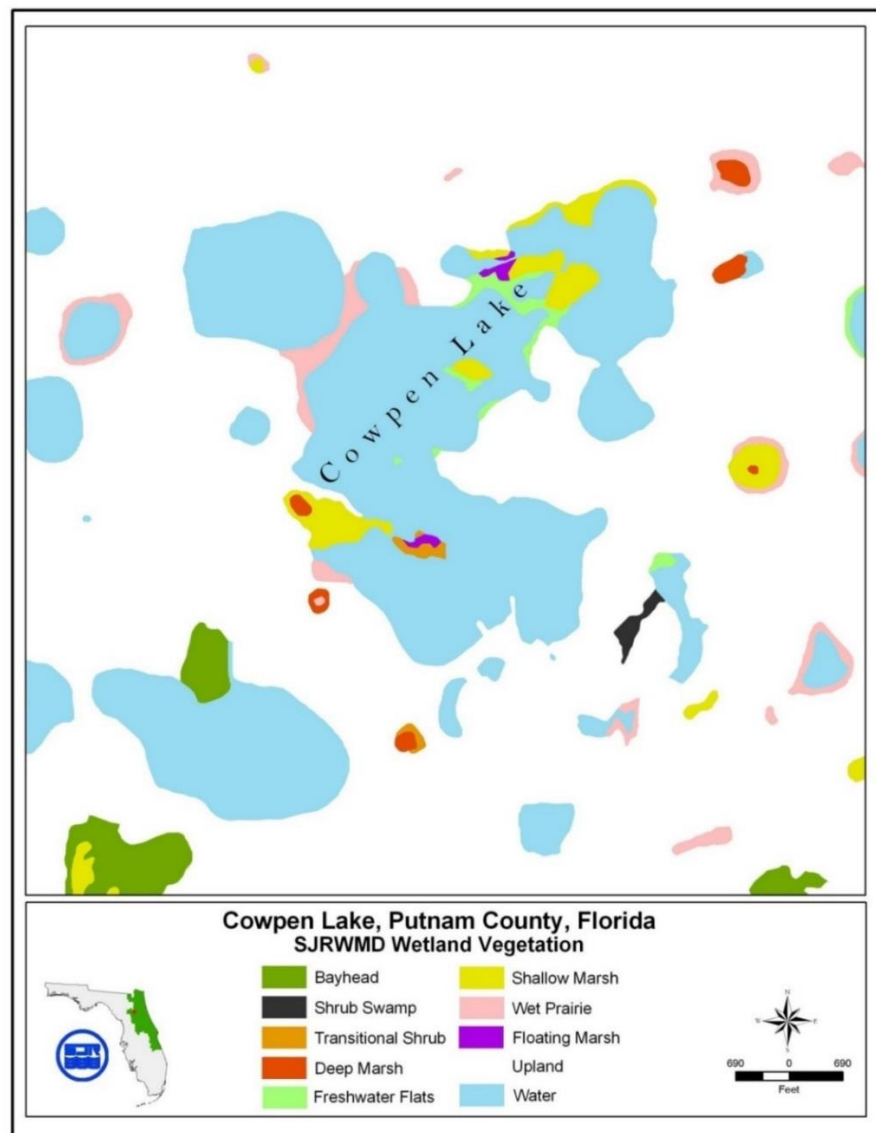 Cowpen Lake
Cowpen Lake, Putnam County, Florida
SJRWMD Wetland Vegetation
Bayhead
Shrub Swamp
Transitional Shrub
Deep Marsh
Freshwater Flats
Shallow Marsh
Wet Prairie
Floating Marsh
Upland
Water
N
W
E
S
690 0 690
Feet